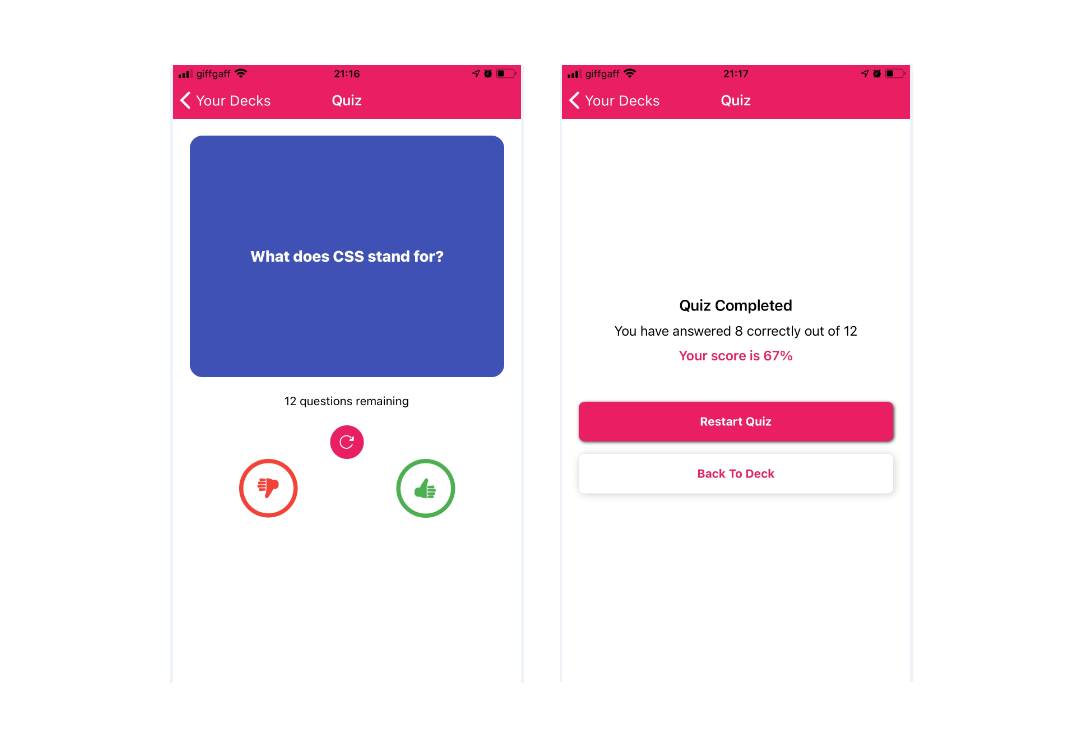 giffgaff 21:16
Your Decks Quiz
What does CSS stand for?
12 questions remaining
giffgaff 21:17
Your Decks Quiz
Quiz Completed
You have answered 8 correctly out of 12
Your score is 67%
Restart Quiz
Back To Deck